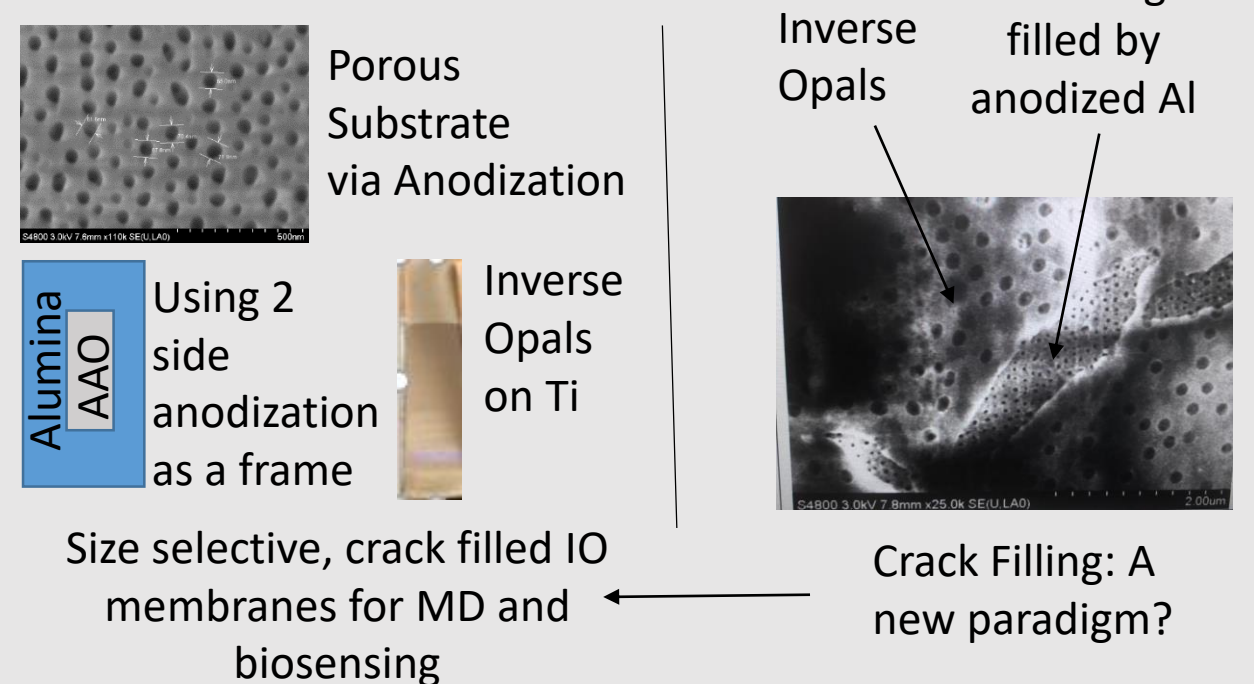 Porous
Substrate
via Anodization
S4800 3.0kV 7.6mm x110k SE(U,LA0)
500nm
Alumina
AAO
Using 2
side
anodization
as a frame
Inverse
Opals
on Ti
Size selective, crack filled IO
membranes for MD and
biosensing
Inverse
Opals
filled by
anodized Al
S4800 3.0kV 7.8mm x25.0k SE(U,LA0)
2.00um
Crack Filling: A
new paradigm?